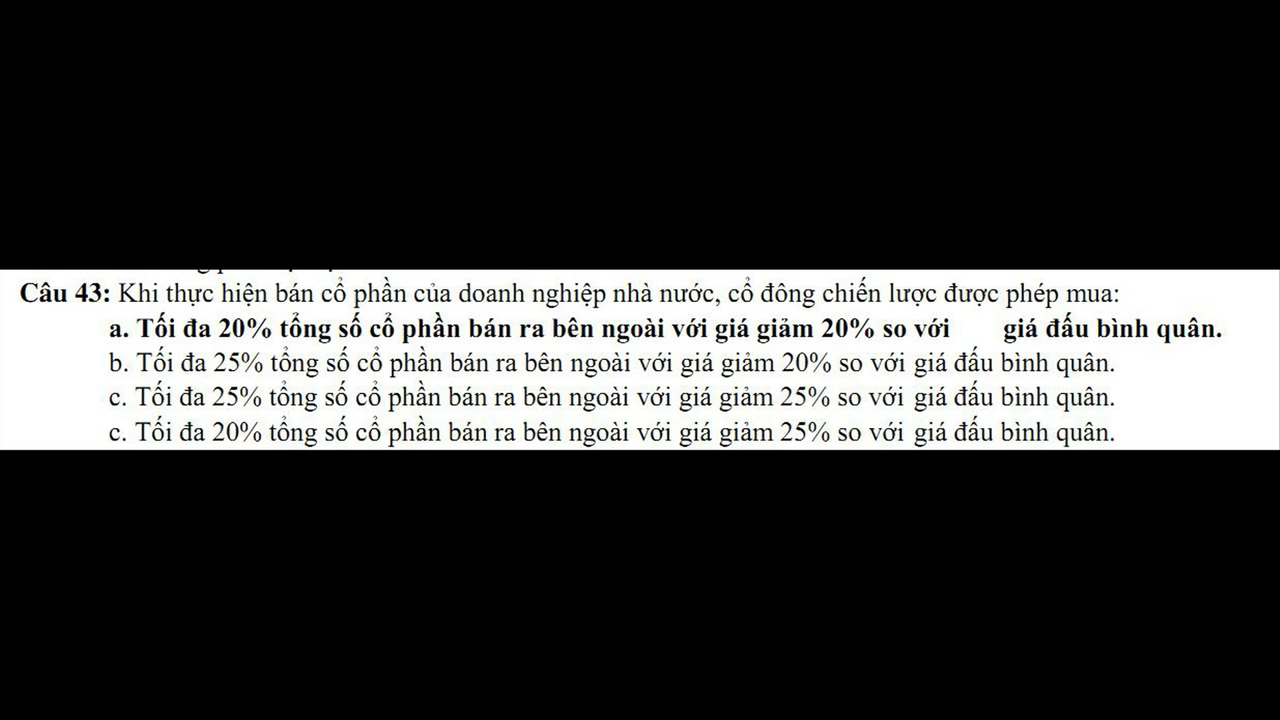 Câu 43: Khi thực hiện bán cổ phần của doanh nghiệp nhà nước, cổ đông chiến lược được phép mua:
a. Tối đa 20% tổng số cổ phần bán ra bên ngoài với giá giảm 20% so với giá đấu bình quân.
b. Tối đa 25% tổng số cổ phần bán ra bên ngoài với giá giảm 20% so với giá đấu bình quân.
c. Tối đa 25% tổng số cổ phần bán ra bên ngoài với giá giảm 25% so với giá đấu bình quân.
c. Tối đa 20% tổng số cổ phần bán ra bên ngoài với giá giảm 25% so với giá đấu bình quân.